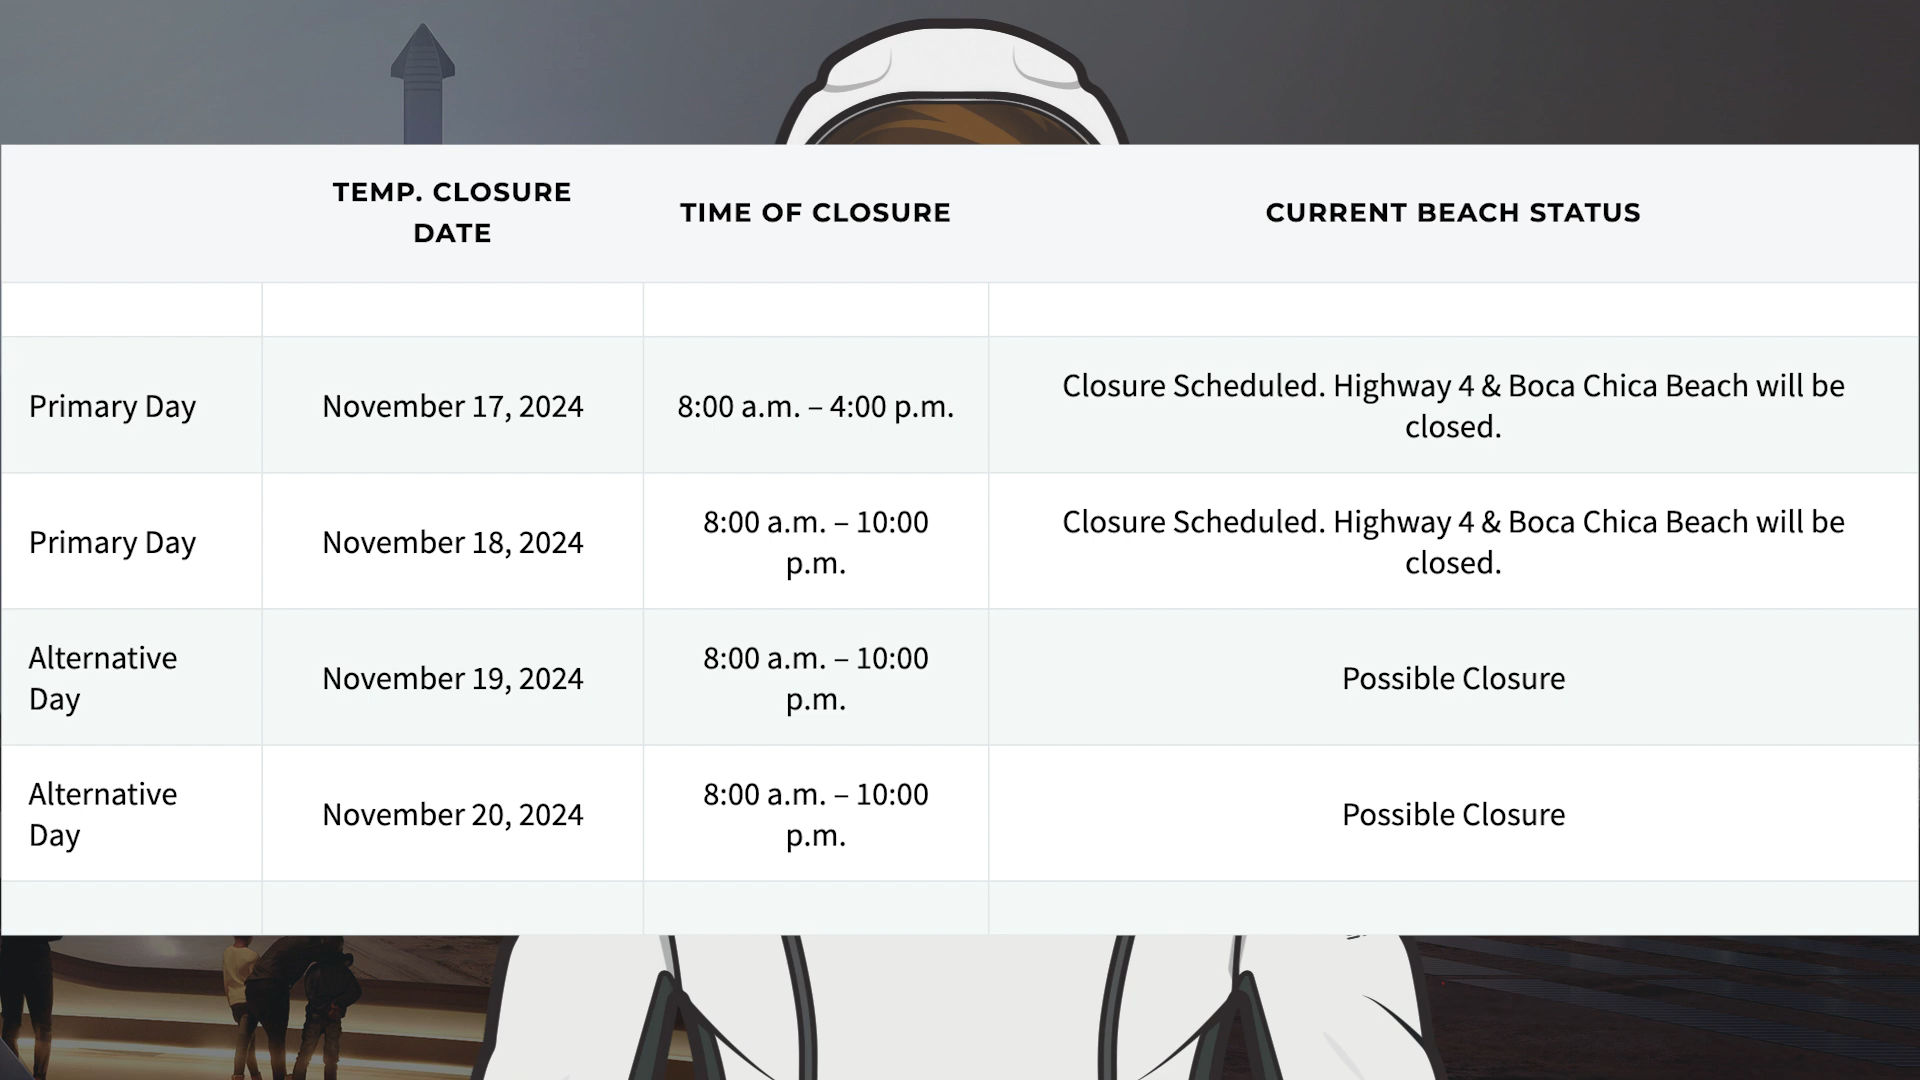 TEMP. CLOSURE
DATE
TIME OF CLOSURE
CURRENT BEACH STATUS
Primary Day
November 17, 2024
8:00 a.m. – 4:00 p.m.
Closure Scheduled. Highway 4 & Boca Chica Beach will be
closed.
Primary Day
November 18, 2024
8:00 a.m. – 10:00
p.m.
Closure Scheduled. Highway 4 & Boca Chica Beach will be
closed.
Alternative
Day
November 19, 2024
8:00 a.m. – 10:00
p.m.
Possible Closure
Alternative
Day
November 20, 2024
8:00 a.m. – 10:00
p.m.
Possible Closure